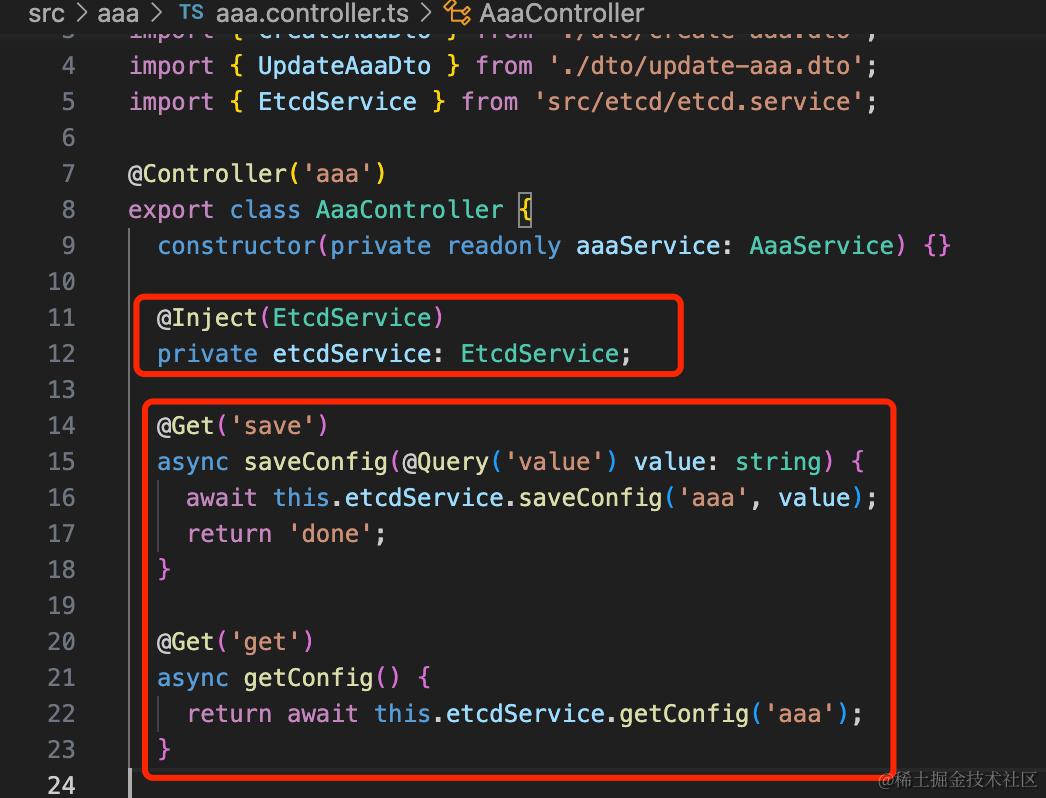 src > aaa > TS aaa.controller.ts > AaaController
3 import { CreateAaaDto } from './dto/create-aaa.dto';
4 import { UpdateAaaDto } from './dto/update-aaa.dto';
5 import { EtcdService } from 'src/etcd/etcd.service';
6
7 @Controller('aaa')
8 export class AaaController {
9 constructor(private readonly aaaService: AaaService) {}
10
11 @Inject(EtcdService)
12 private etcdService: EtcdService;
13
14 @Get('save')
15 async saveConfig(@Query('value') value: string) {
16 await this.etcdService.saveConfig('aaa', value);
17 return 'done';
18 }
19
20 @Get('get')
21 async getConfig() {
22 return await this.etcdService.getConfig('aaa');
23 }
24
@稀土掘金技术社区